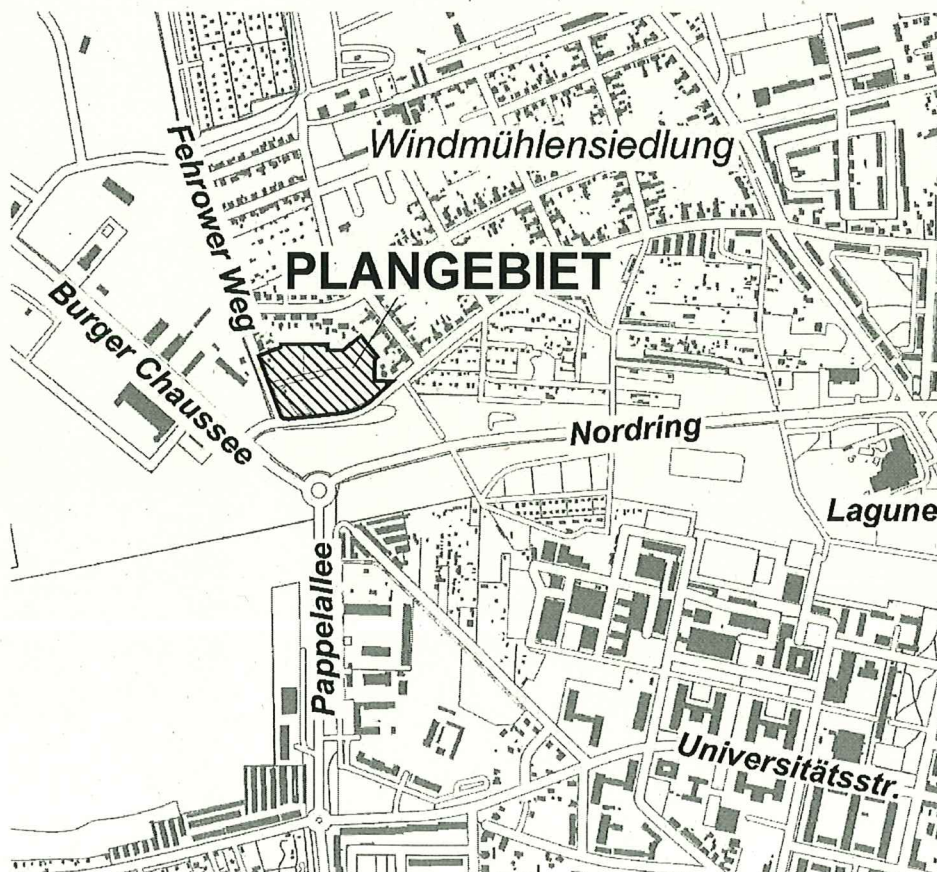 Windmühlensiedlung
Fehrower Weg
PLANGEBIET
Burger Chaussee
Nordring
Lagune
Pappelallee
Universitätsstr.